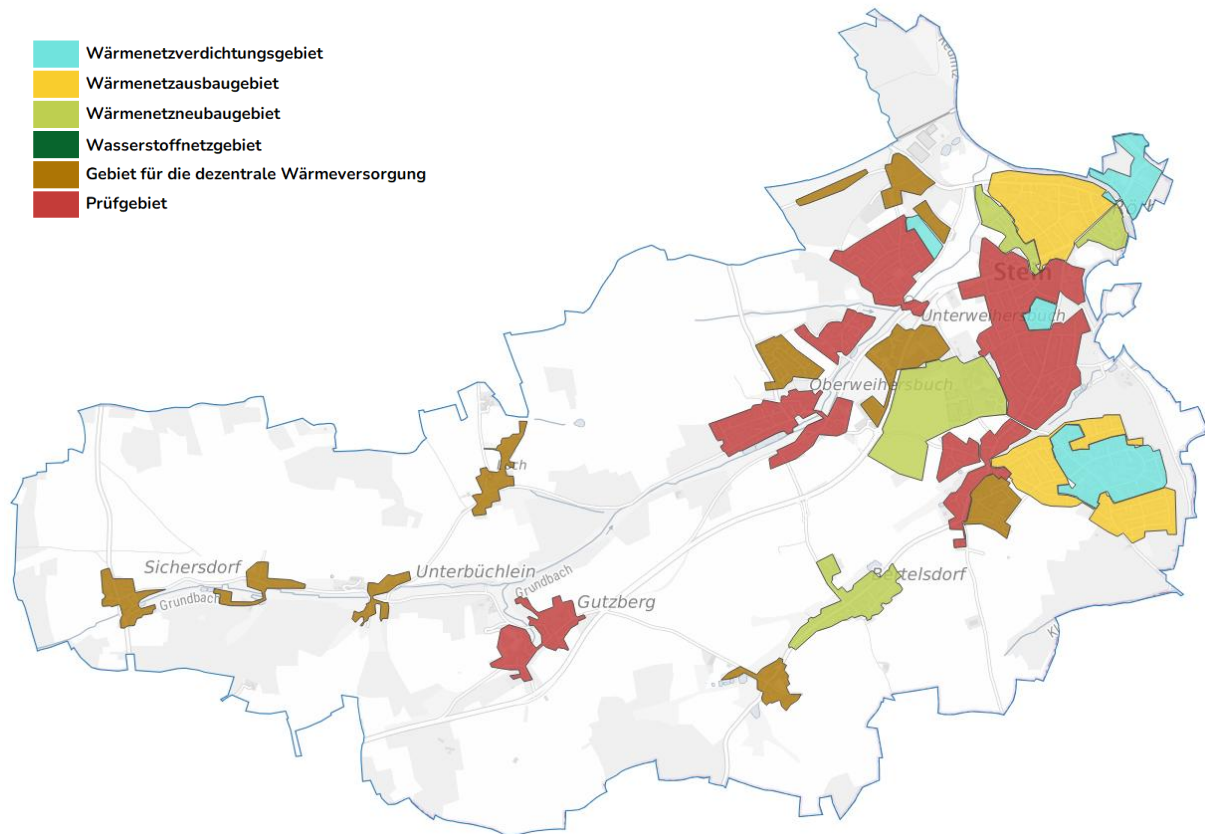 Wärmenetzverdichtungsgebiet
Wärmenetzausbaugebiet
Wärmenetzneubaugebiet
Wasserstoffnetzgebiet
Gebiet für die dezentrale Wärmeversorgung
Prüfgebiet
Stein
Unterweihersbuch
Oberweihersbuch
Loch
Sichersdorf
Unterbüchlein
Grundbach
Grundbach
Gutzberg
Bertelsdorf